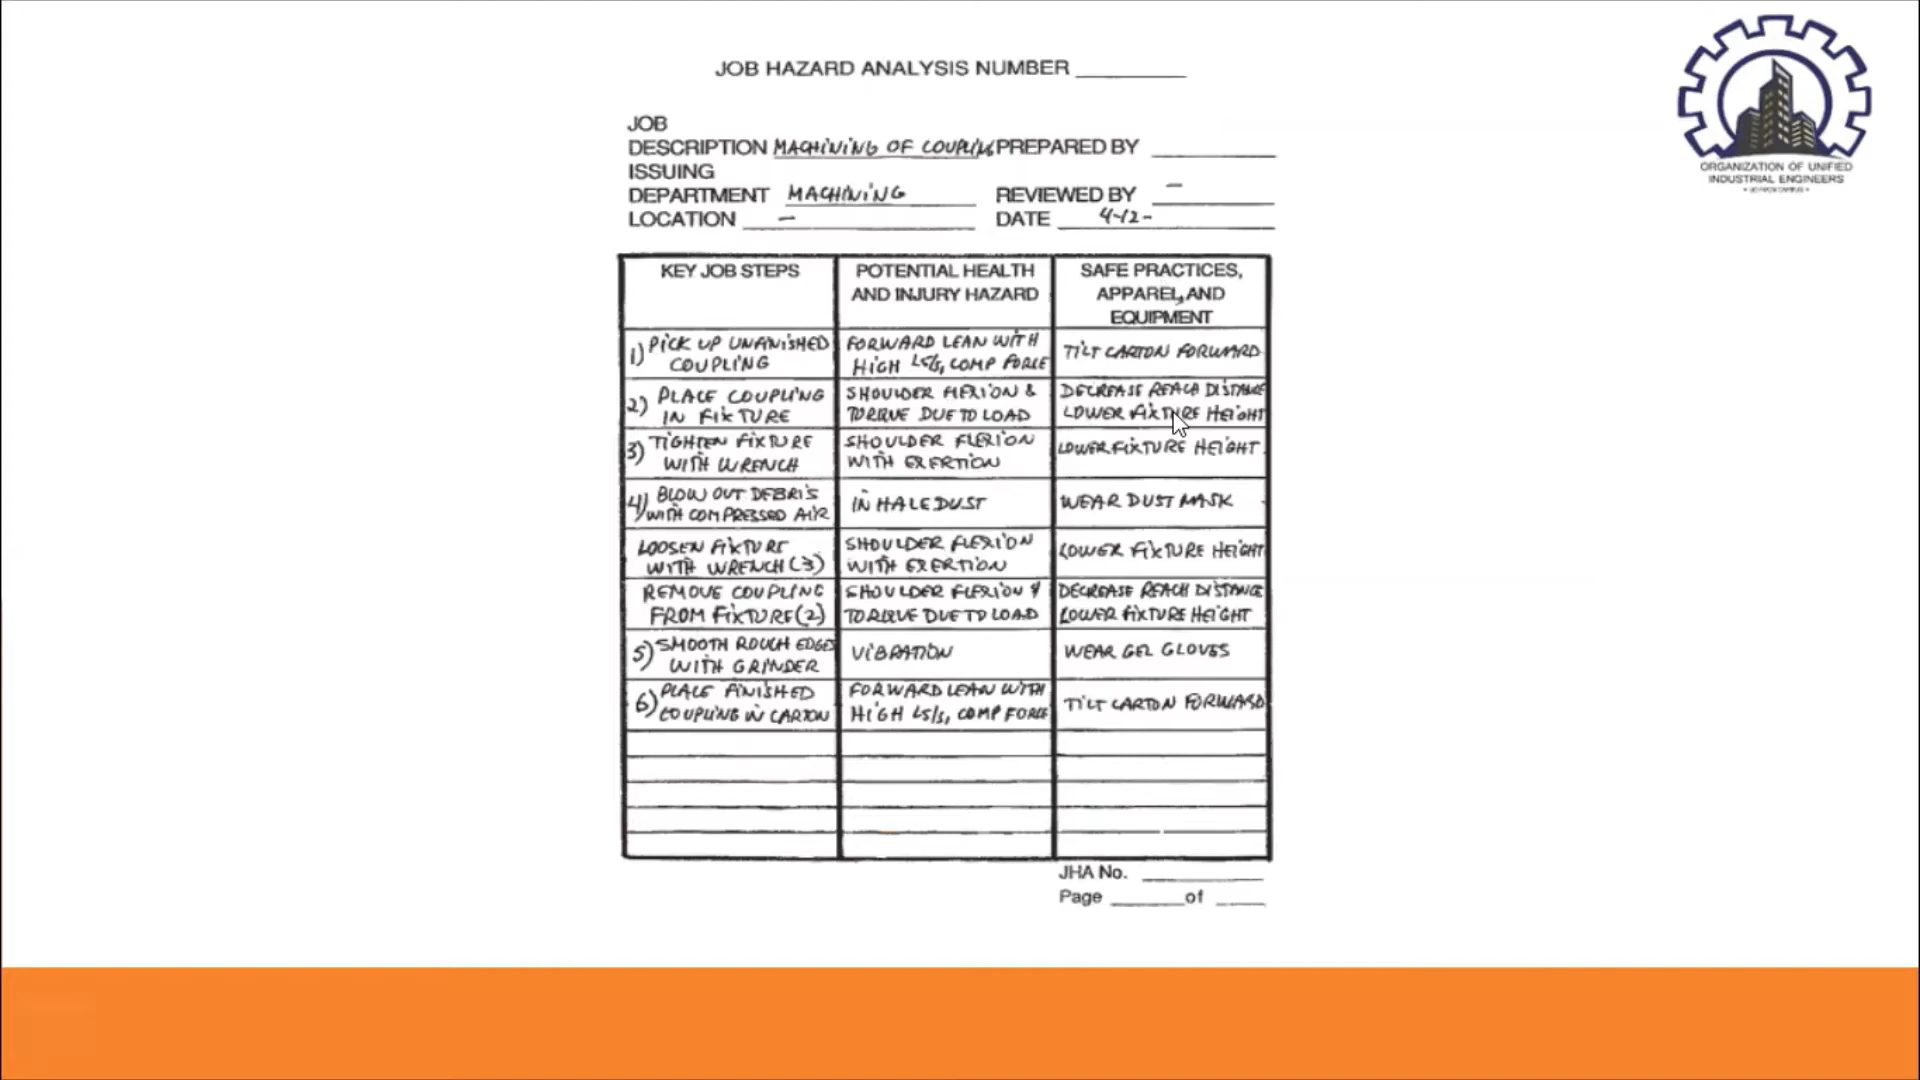 JOB HAZARD ANALYSIS NUMBER
JOB
DESCRIPTION MACHINING OF COUPLING PREPARED BY
ISSUING
DEPARTMENT MACHINING REVIEWED BY -
LOCATION - DATE 4-12-
KEY JOB STEPS
POTENTIAL HEALTH
AND INJURY HAZARD
SAFE PRACTICES,
APPAREL, AND
EQUIPMENT
1) PICK UP UNFINISHED
COUPLING
FORWARD LEAN WITH
HIGH L5/S, COMP FORCE
TILT CARTON FORWARD
2) PLACE COUPLING
IN FIXTURE
SHOULDER FLEXION &
TORQUE DUE TO LOAD
DECREASE REACH DISTANCE
LOWER FIXTURE HEIGHT
3) TIGHTEN FIXTURE
WITH WRENCH
SHOULDER FLEXION
WITH EXERTION
LOWER FIXTURE HEIGHT.
4) BLOW OUT DEBRIS
WITH COMPRESSED AIR
INHALE DUST
WEAR DUST MASK
LOOSEN FIXTURE
WITH WRENCH (3)
SHOULDER FLEXION
WITH EXERTION
LOWER FIXTURE HEIGHT
REMOVE COUPLING
FROM FIXTURE (2)
SHOULDER FLEXION &
TORQUE DUE TO LOAD
DECREASE REACH DISTANCE
LOWER FIXTURE HEIGHT
5) SMOOTH ROUGH EDGES
WITH GRINDER
VIBRATION
WEAR GEL GLOVES
6) PLACE FINISHED
COUPLING IN CARTON
FORWARD LEAN WITH
HIGH L5/S, COMP FORCE
TILT CARTON FORWARD
JHA No.
Page of
ORGANIZATION OF UNIFIED
INDUSTRIAL ENGINEERS